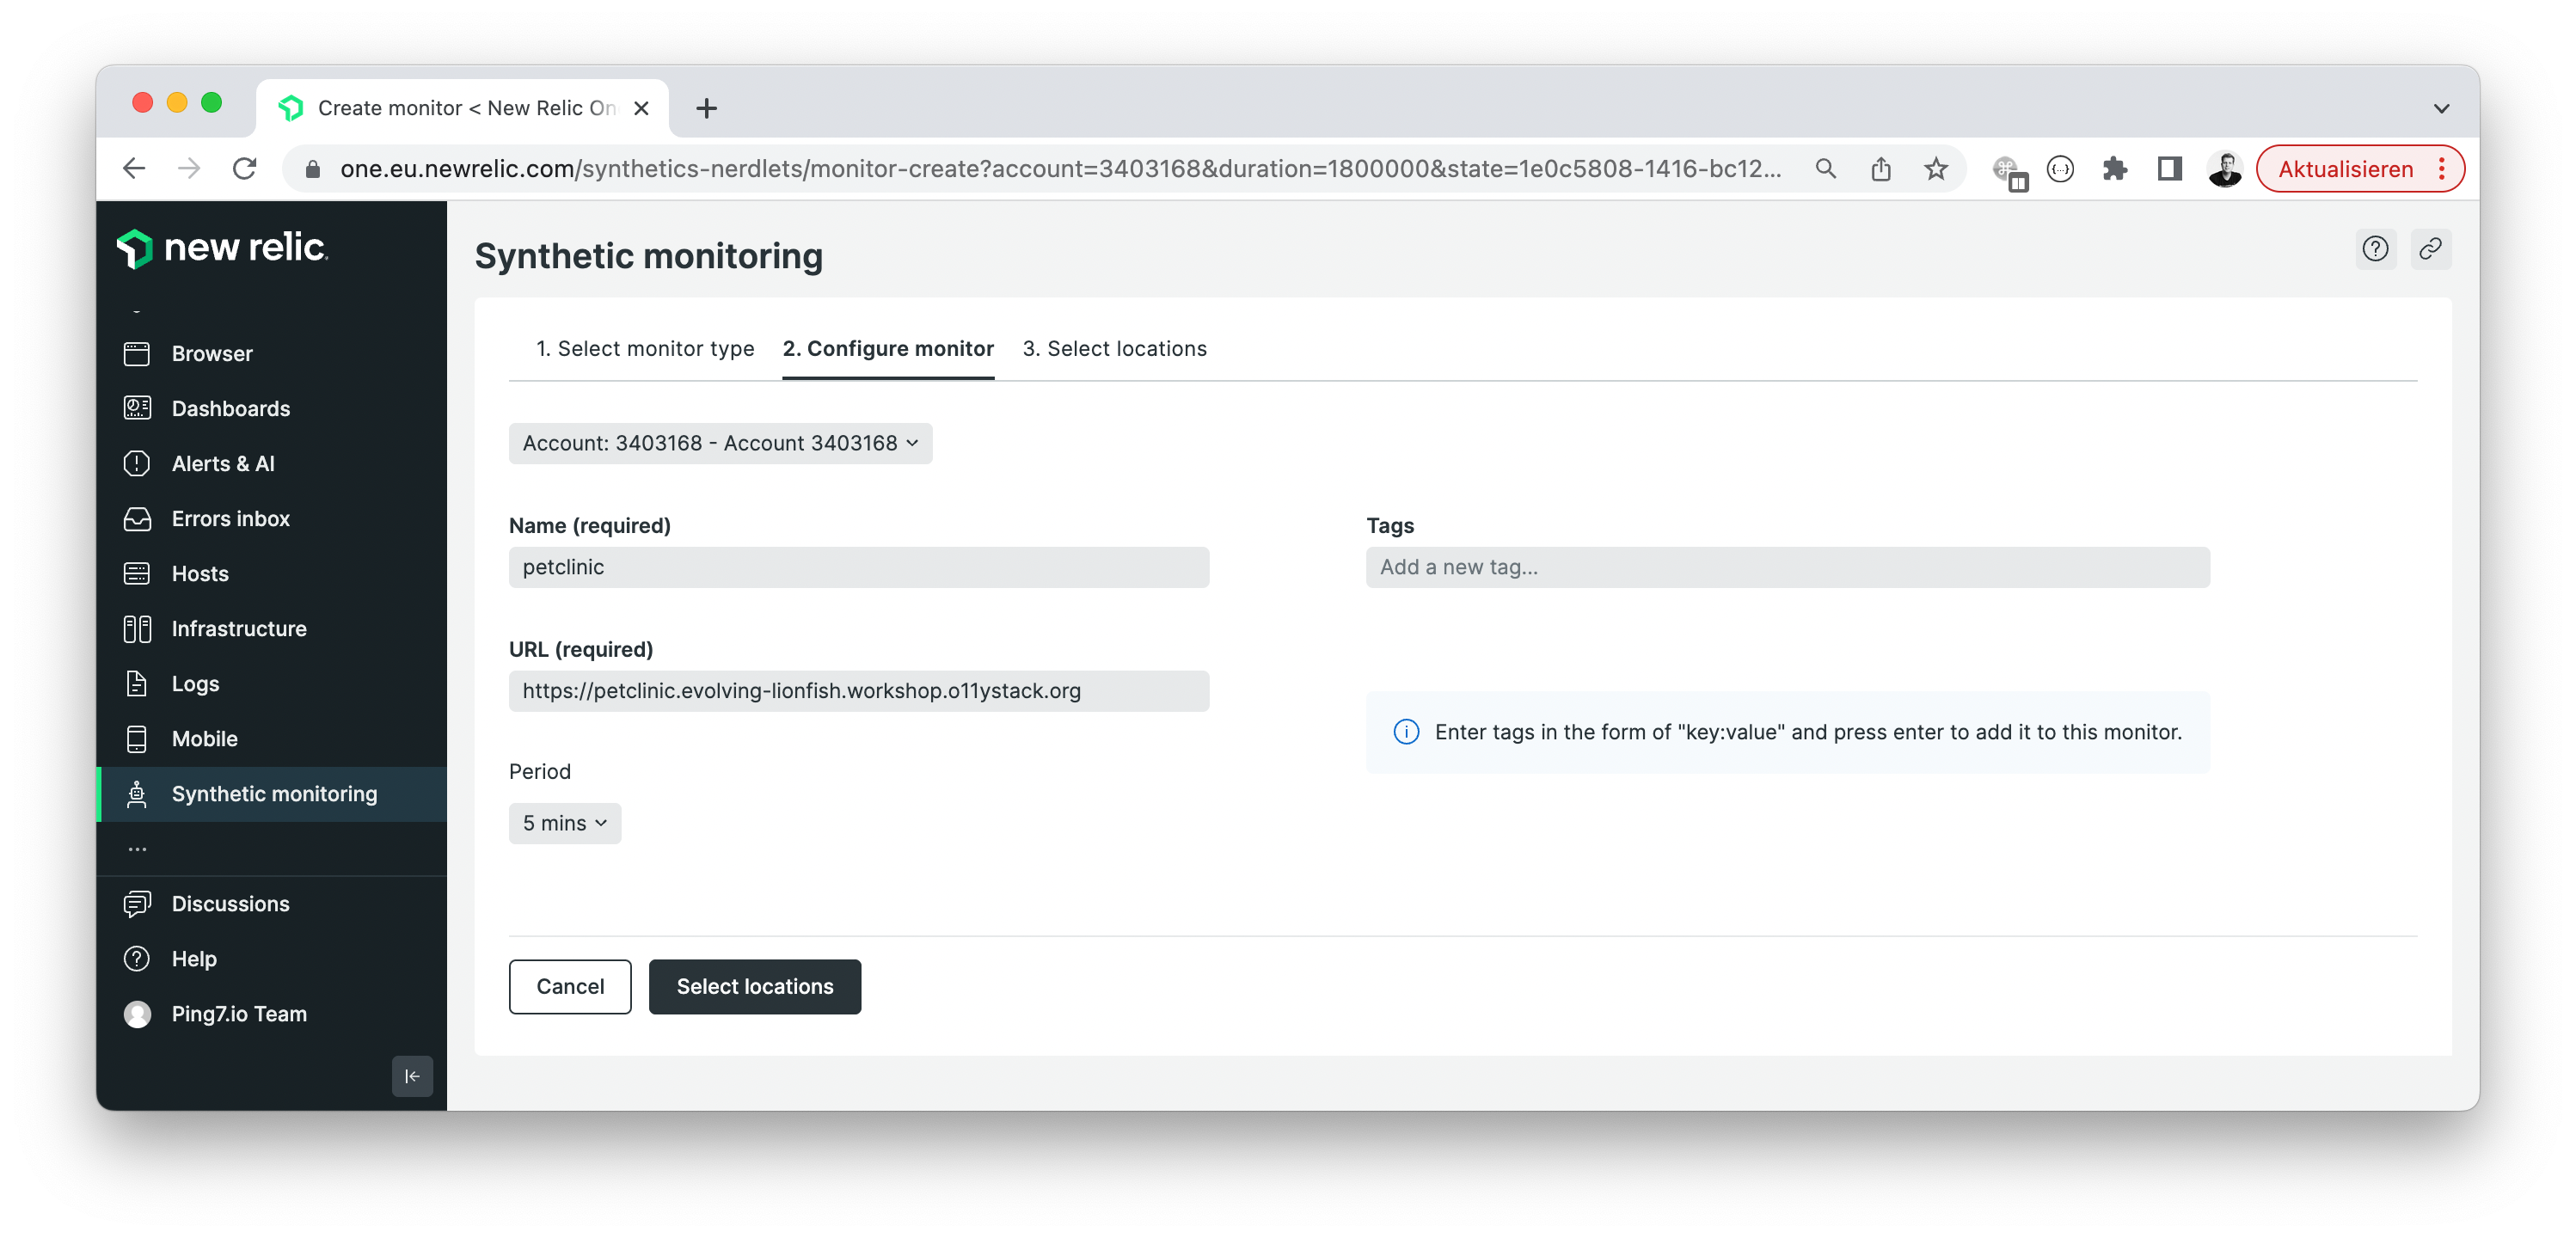 Create monitor < New Relic On
one.eu.newrelic.com/synthetics-nerdlets/monitor-create?account=3403168&duration=1800000&state=1e0c5808-1416-bc12...
Aktualisieren
new relic.
Synthetic monitoring
Browser
Dashboards
Alerts & AI
Errors inbox
Hosts
Infrastructure
Logs
Mobile
Synthetic monitoring
...
Discussions
Help
Ping7.io Team
1. Select monitor type 2. Configure monitor 3. Select locations
Account: 3403168 - Account 3403168
Name (required)
petclinic
Tags
Add a new tag...
URL (required)
https://petclinic.evolving-lionfish.workshop.o11ystack.org
Enter tags in the form of "key:value" and press enter to add it to this monitor.
Period
5 mins
Cancel Select locations